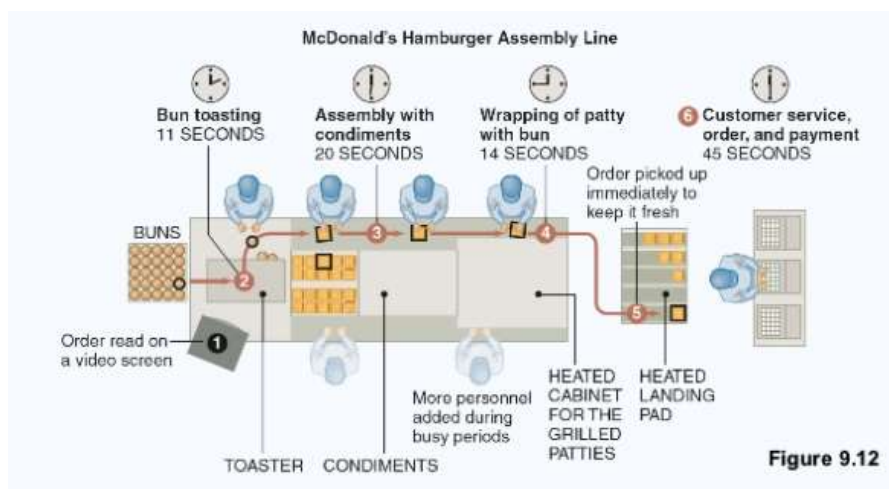 McDonald's Hamburger Assembly Line
Bun toasting
11 SECONDS
Assembly with
condiments
20 SECONDS
Wrapping of patty
with bun
14 SECONDS
6 Customer service,
order, and payment
45 SECONDS
Order picked up
immediately to
keep it fresh
BUNS
2
3
4
5
Order read on
a video screen
1
More personnel
added during
busy periods
HEATED
CABINET
FOR THE
GRILLED
PATTIES
HEATED
LANDING
PAD
TOASTER
CONDIMENTS
Figure 9.12